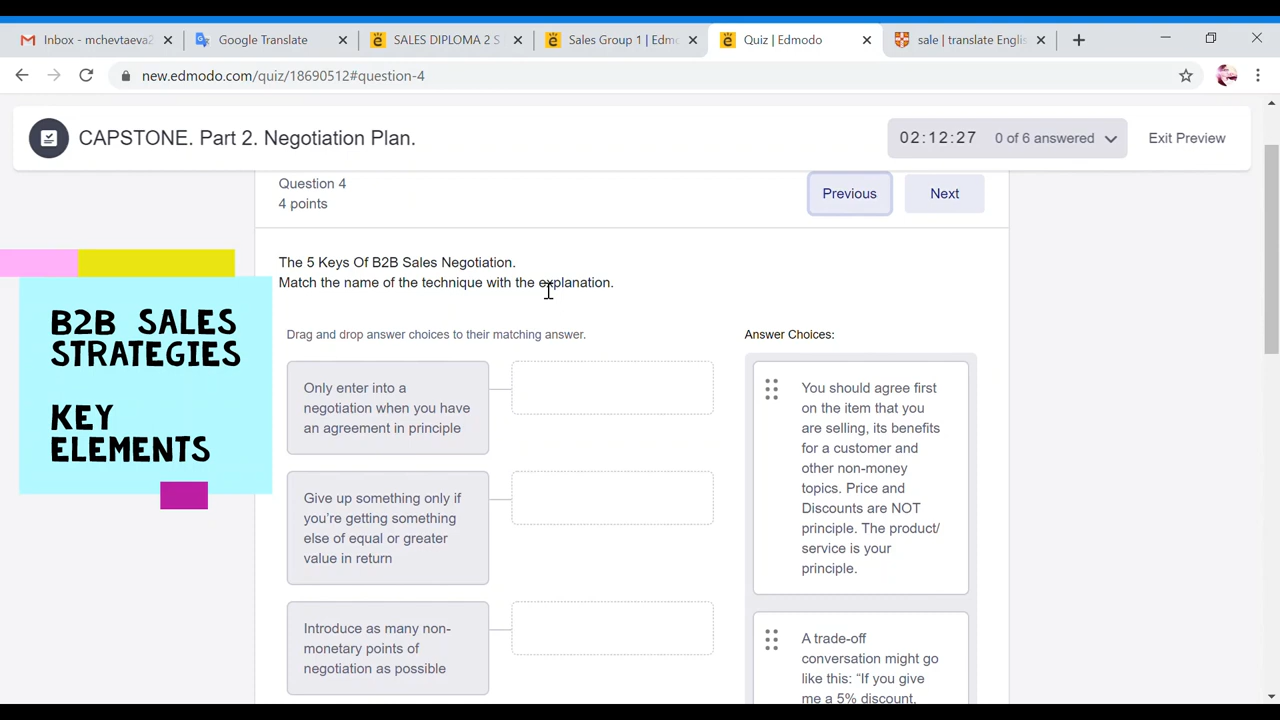 Inbox - mchevtaeva2
Google Translate
SALES DIPLOMA 2 S
Sales Group 1 | Edmo
Quiz | Edmodo
sale | translate Englis
new.edmodo.com/quiz/18690512#question-4
CAPSTONE. Part 2. Negotiation Plan.
02:12:27 0 of 6 answered
Exit Preview
Question 4
4 points
Previous
Next
The 5 Keys Of B2B Sales Negotiation.
Match the name of the technique with the explanation.
B2B SALES
STRATEGIES
KEY
ELEMENTS
Drag and drop answer choices to their matching answer.
Answer Choices:
Only enter into a
negotiation when you have
an agreement in principle
Give up something only if
you're getting something
else of equal or greater
value in return
Introduce as many non-
monetary points of
negotiation as possible
You should agree first
on the item that you
are selling, its benefits
for a customer and
other non-money
topics. Price and
Discounts are NOT
principle. The product/
service is your
principle.
A trade-off
conversation might go
like this: “If you give
me a 5% discount,